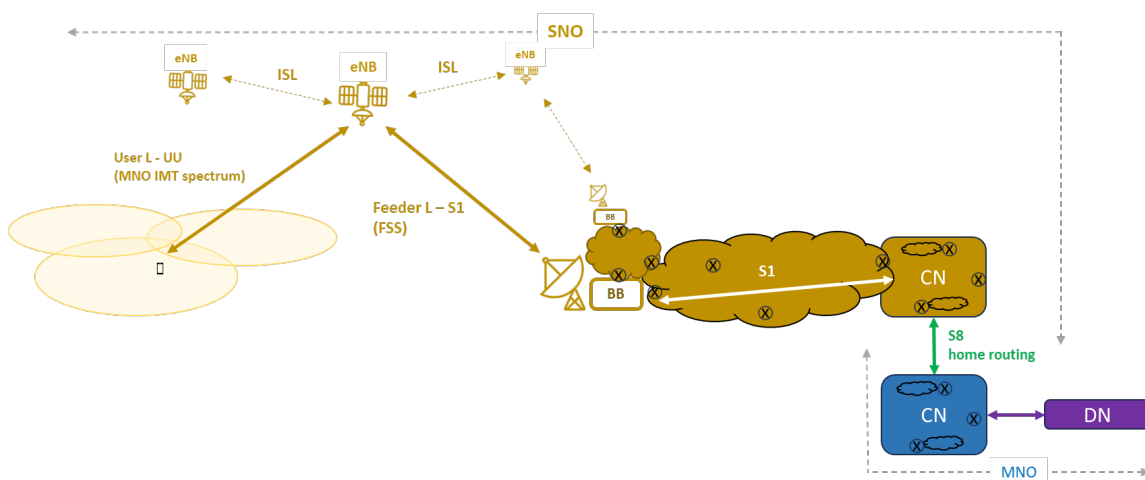 SNO
eNB
eNB
eNB
ISL
ISL
User L - UU
(MNO IMT spectrum)
Feeder L – S1
(FSS)
BB
BB
S1
CN
S8
home routing
CN
DN
MNO